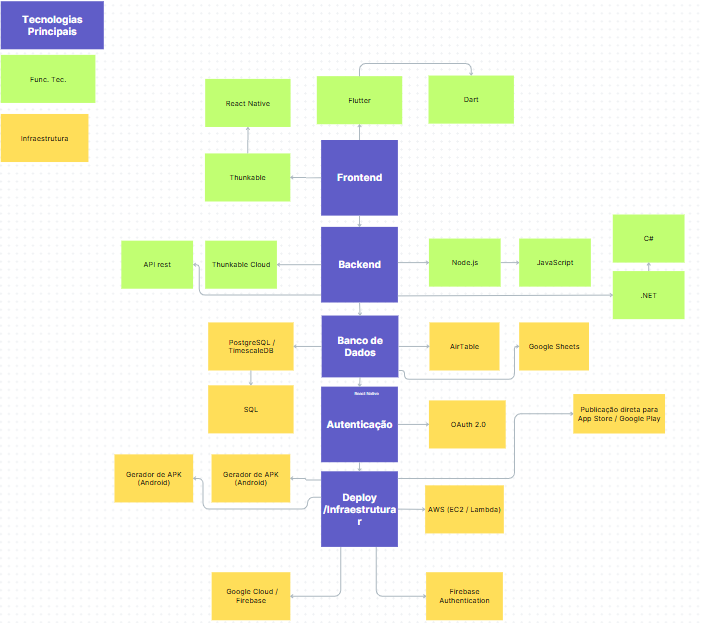 Tecnologias
Principais
Func. Tec.
Infraestrutura
React Native
Flutter
Dart
Thunkable
Frontend
API rest
Thunkable Cloud
Backend
Node.js
JavaScript
C#
.NET
PostgreSQL /
TimescaleDB
Banco de
Dados
AirTable
Google Sheets
SQL
React Native
Autenticação
OAuth 2.0
Publicação direta para
App Store / Google Play
Gerador de APK
(Android)
Gerador de APK
(Android)
Deploy
/Infraestrutura
r
AWS (EC2 / Lambda)
Google Cloud /
Firebase
Firebase
Authentication